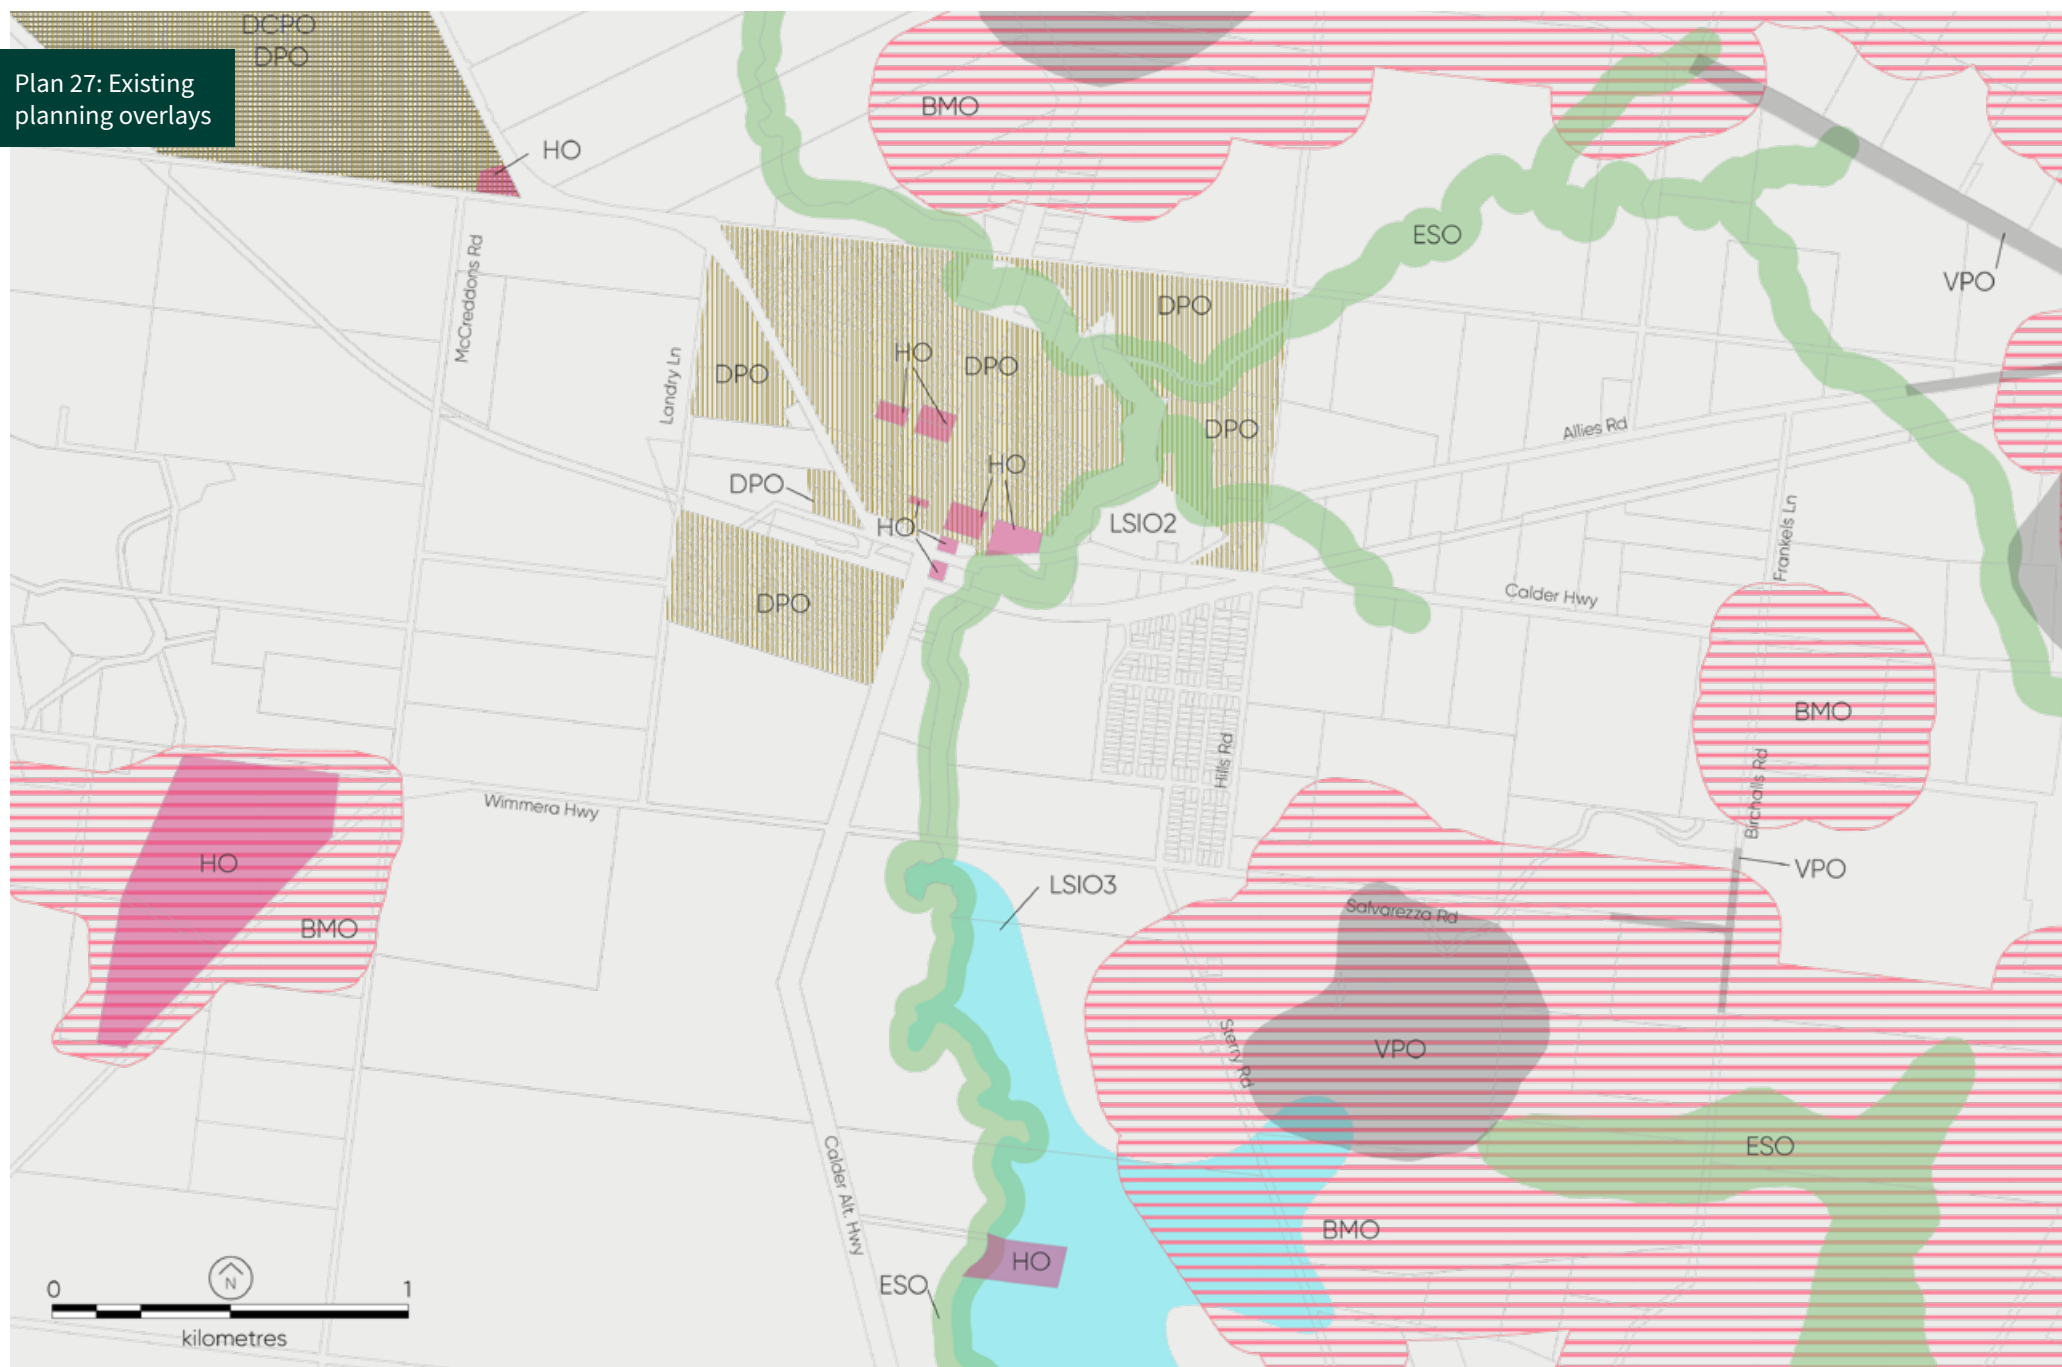 DCPO
DPO
Plan 27: Existing
planning overlays
HO
BMO
ESO
VPO
McCreddons Rd
Landry Ln
DPO
DPO
HO
DPO
DPO
Allies Rd
HO
DPO
HO
LSIO2
Frankels Ln
Calder Hwy
DPO
BMO
Hills Rd
Birchalls Rd
Wimmera Hwy
HO
VPO
LSIO3
Salvarezza Rd
BMO
VPO
Sterry Rd
ESO
Calder Alt. Hwy
BMO
HO
ESO
0 N 1
kilometres